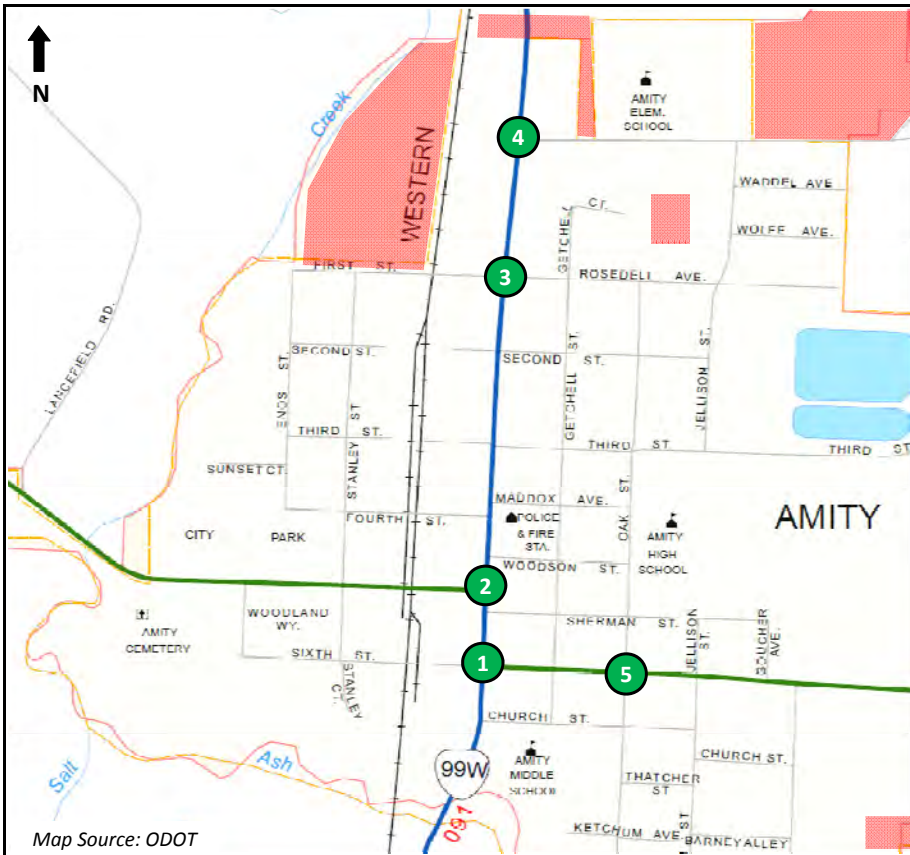 N
Creek
WESTERN
4
AMITY
ELEM.
SCHOOL
WADDEL AVE
GETCHELL CT.
WOLFE AVE.
FIRST ST.
3
ROSEDELL AVE.
LANCEFIELD RD.
SECOND ST.
SECOND ST.
ENOS ST.
STANLEY ST
GETCHELL ST.
JELLISON ST.
THIRD ST.
THIRD ST.
THIRD ST
SUNSET CT.
MADDOX AVE.
OAK ST.
AMITY
FOURTH ST.
POLICE
& FIRE
STA.
CITY PARK
AMITY
HIGH
SCHOOL
WOODSON ST.
2
WOODLAND
WY.
AMITY
CEMETERY
SHERMAN ST.
JELLISON
ST.
BOUCHER
AVE.
SIXTH ST.
1
5
STANLEY
CT.
CHURCH ST.
Salt
Ash
99W
AMITY
MIDDLE
SCHOOL
CHURCH ST.
THATCHER
ST
091
KETCHUM AVE.
ST
BARNEY ALLEY
Map Source: ODOT